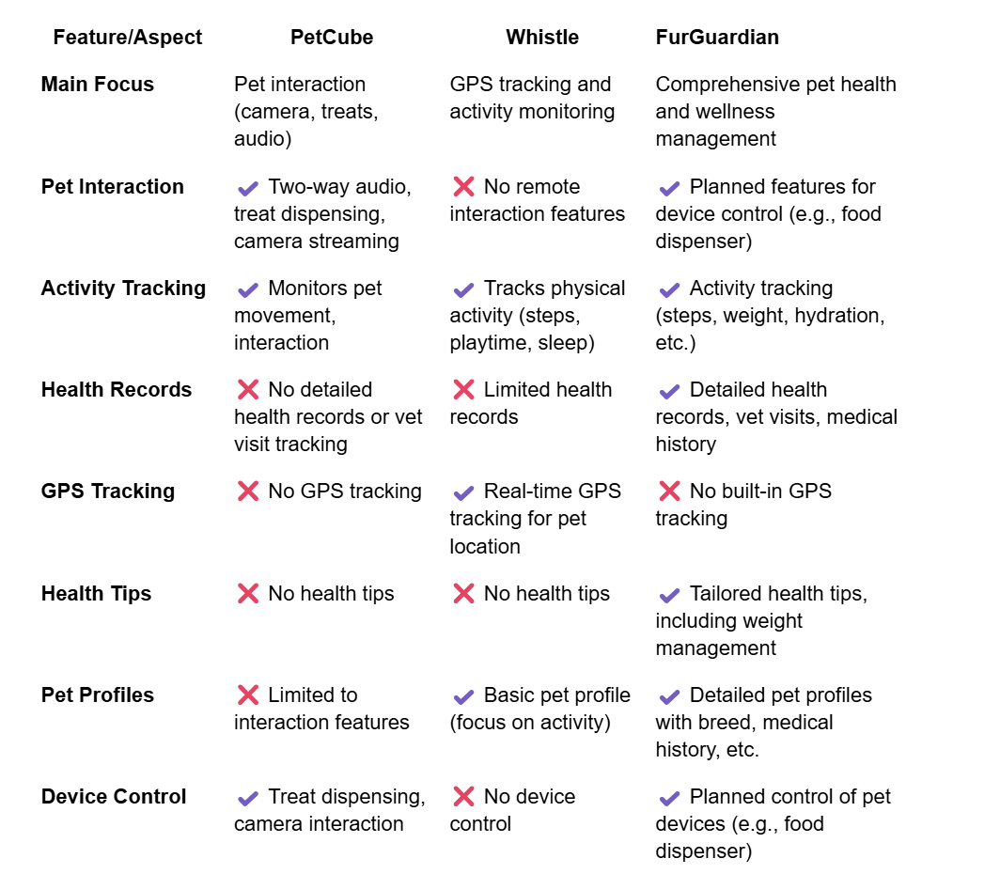 Feature/Aspect PetCube Whistle FurGuardian
Main Focus Pet interaction GPS tracking and Comprehensive pet health
(camera, treats, activity monitoring and wellness
audio) management
Pet Interaction ✔ Two-way audio, ❌ No remote ✔ Planned features for
treat dispensing, interaction features device control (e.g., food
camera streaming dispenser)
Activity Tracking ✔ Monitors pet ✔ Tracks physical ✔ Activity tracking
movement, activity (steps, (steps, weight, hydration,
interaction playtime, sleep) etc.)
Health Records ❌ No detailed ❌ Limited health ✔ Detailed health
health records or vet records records, vet visits, medical
visit tracking history
GPS Tracking ❌ No GPS tracking ✔ Real-time GPS ❌ No built-in GPS
tracking for pet tracking
location
Health Tips ❌ No health tips ❌ No health tips ✔ Tailored health tips,
including weight
management
Pet Profiles ❌ Limited to ✔ Basic pet profile ✔ Detailed pet profiles
interaction features (focus on activity) with breed, medical
history, etc.
Device Control ✔ Treat dispensing, ❌ No device ✔ Planned control of pet
camera interaction control devices (e.g., food
dispenser)